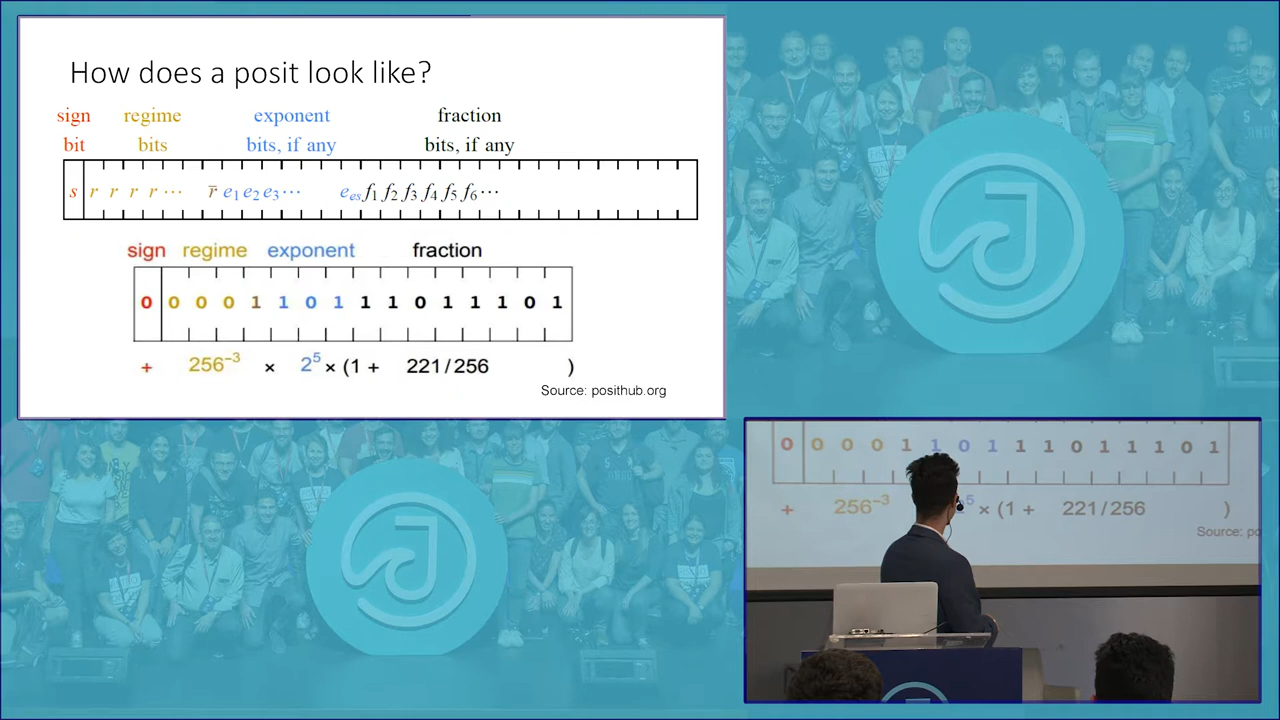 How does a posit look like?
sign regime exponent fraction
bit bits bits, if any bits, if any
s r r r r ⋯ r̄ e₁ e₂ e₃ ⋯ eₑₛ f₁ f₂ f₃ f₄ f₅ f₆ ⋯
sign regime exponent fraction
0 0 0 0 1 1 0 1 1 1 0 1 1 1 0 1
+ 256⁻³ × 2⁵ × (1 + 221/256 )
Source: posithub.org
0 0 0 0 1 1 0 1 1 1 0 1 1 1 0 1
+ 256⁻³ ⁵ × (1 + 221/256 )
Source: po